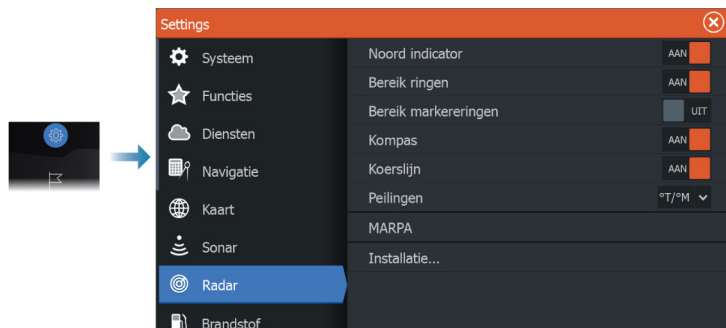 Settings
Systeem
Functies
Diensten
Navigatie
Kaart
Sonar
Radar
Brandstof
Noord indicator AAN
Bereik ringen AAN
Bereik markereringen UIT
Kompas AAN
Koerslijn AAN
Peilingen °T/°M
MARPA
Installatie...